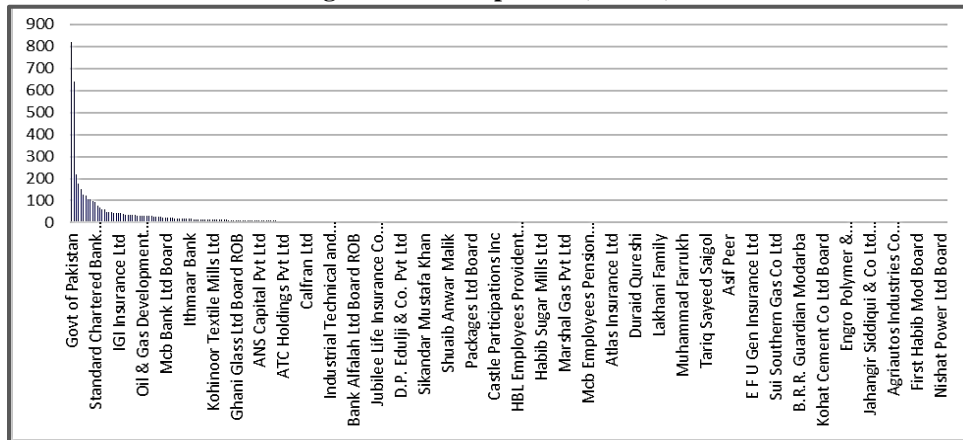 900
800
700
600
500
400
300
200
100
0
Govt of Pakistan
Standard Chartered Bank...
IGI Insurance Ltd
Oil & Gas Development...
Mcb Bank Ltd Board
Ithmaar Bank
Kohinoor Textile Mills Ltd
Ghani Glass Ltd Board ROB
ANS Capital Pvt Ltd
ATC Holdings Pvt Ltd
Calfran Ltd
Industrial Technical and...
Bank Alfalah Ltd Board ROB
Jubilee Life Insurance Co...
D.P. Edulji & Co. Pvt Ltd
Sikandar Mustafa Khan
Shuaib Anwar Malik
Packages Ltd Board
Castle Participations Inc
HBL Employees Provident...
Habib Sugar Mills Ltd
Marshal Gas Pvt Ltd
Mcb Employees Pension...
Atlas Insurance Ltd
Duraid Qureshi
Lakhani Family
Muhammad Farrukh
Tariq Sayeed Saigol
Asif Peer
E F U Gen Insurance Ltd
Sui Southern Gas Co Ltd
B.R.R. Guardian Modarba
Kohat Cement Co Ltd Board
Engro Polymer &...
Jahangir Siddiqui & Co Ltd...
Agriautos Industries Co...
First Habib Mod Board
Nishat Power Ltd Board